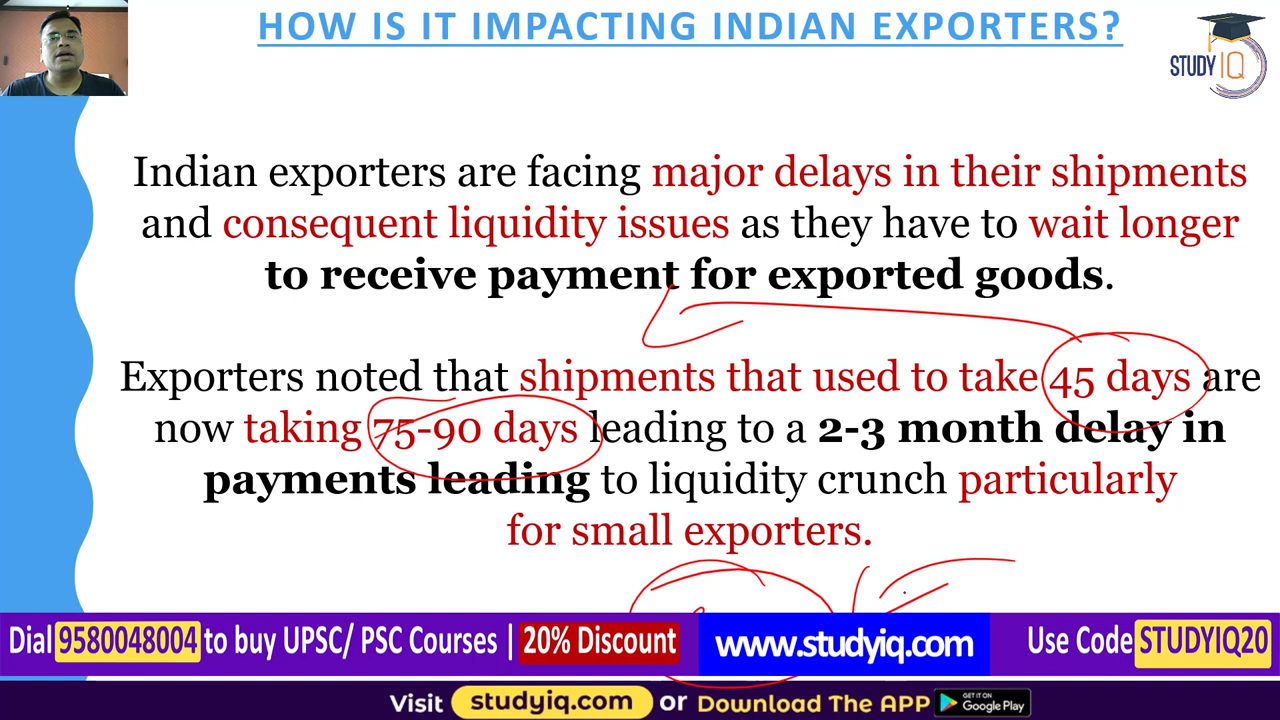 HOW IS IT IMPACTING INDIAN EXPORTERS?
STUDY IQ
Indian exporters are facing major delays in their shipments
and consequent liquidity issues as they have to wait longer
to receive payment for exported goods.
Exporters noted that shipments that used to take 45 days are
now taking 75-90 days leading to a 2-3 month delay in
payments leading to liquidity crunch particularly
for small exporters.
Dial 9580048004 to buy UPSC/ PSC Courses | 20% Discount www.studyiq.com Use Code STUDYIQ20
Visit studyiq.com or Download The APP GET IT ON Google Play